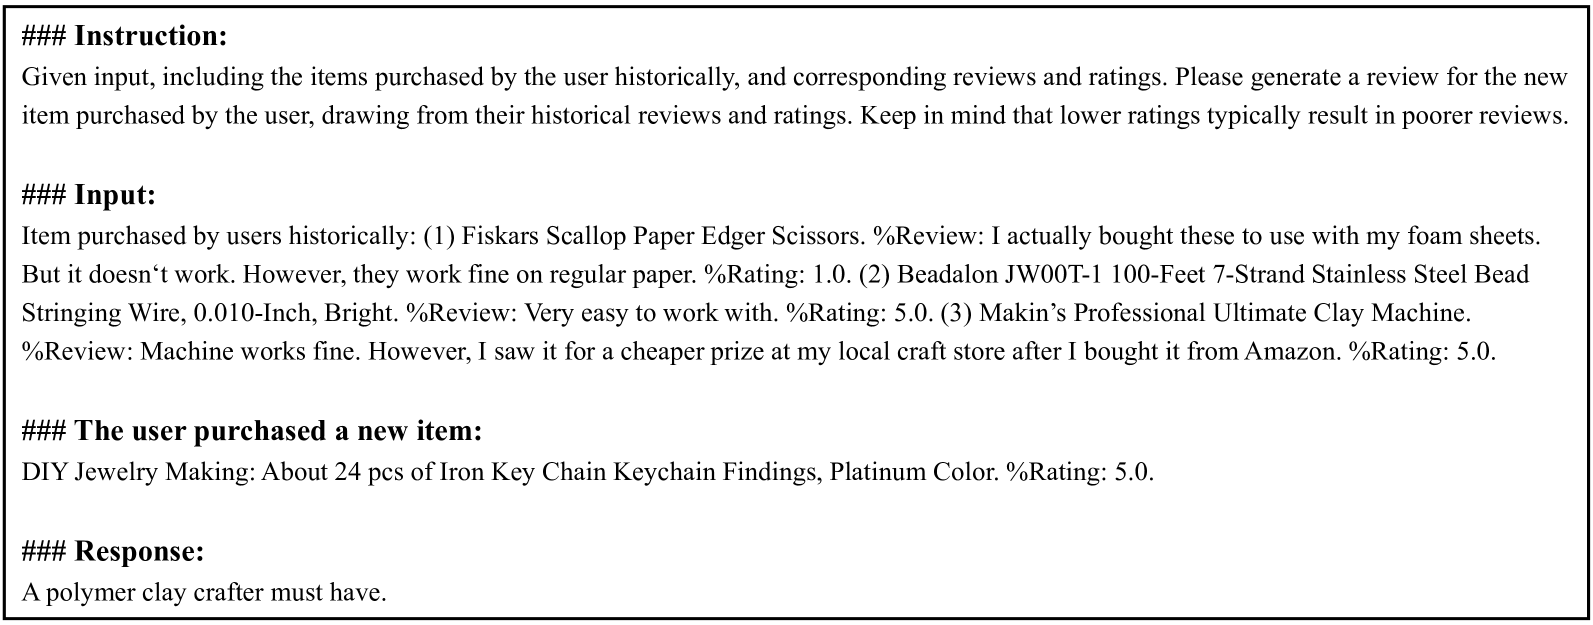 ### Instruction:
Given input, including the items purchased by the user historically, and corresponding reviews and ratings. Please generate a review for the new
item purchased by the user, drawing from their historical reviews and ratings. Keep in mind that lower ratings typically result in poorer reviews.
### Input:
Item purchased by users historically: (1) Fiskars Scallop Paper Edger Scissors. %Review: I actually bought these to use with my foam sheets.
But it doesn‘t work. However, they work fine on regular paper. %Rating: 1.0. (2) Beadalon JW00T-1 100-Feet 7-Strand Stainless Steel Bead
Stringing Wire, 0.010-Inch, Bright. %Review: Very easy to work with. %Rating: 5.0. (3) Makin’s Professional Ultimate Clay Machine.
%Review: Machine works fine. However, I saw it for a cheaper prize at my local craft store after I bought it from Amazon. %Rating: 5.0.
### The user purchased a new item:
DIY Jewelry Making: About 24 pcs of Iron Key Chain Keychain Findings, Platinum Color. %Rating: 5.0.
### Response:
A polymer clay crafter must have.